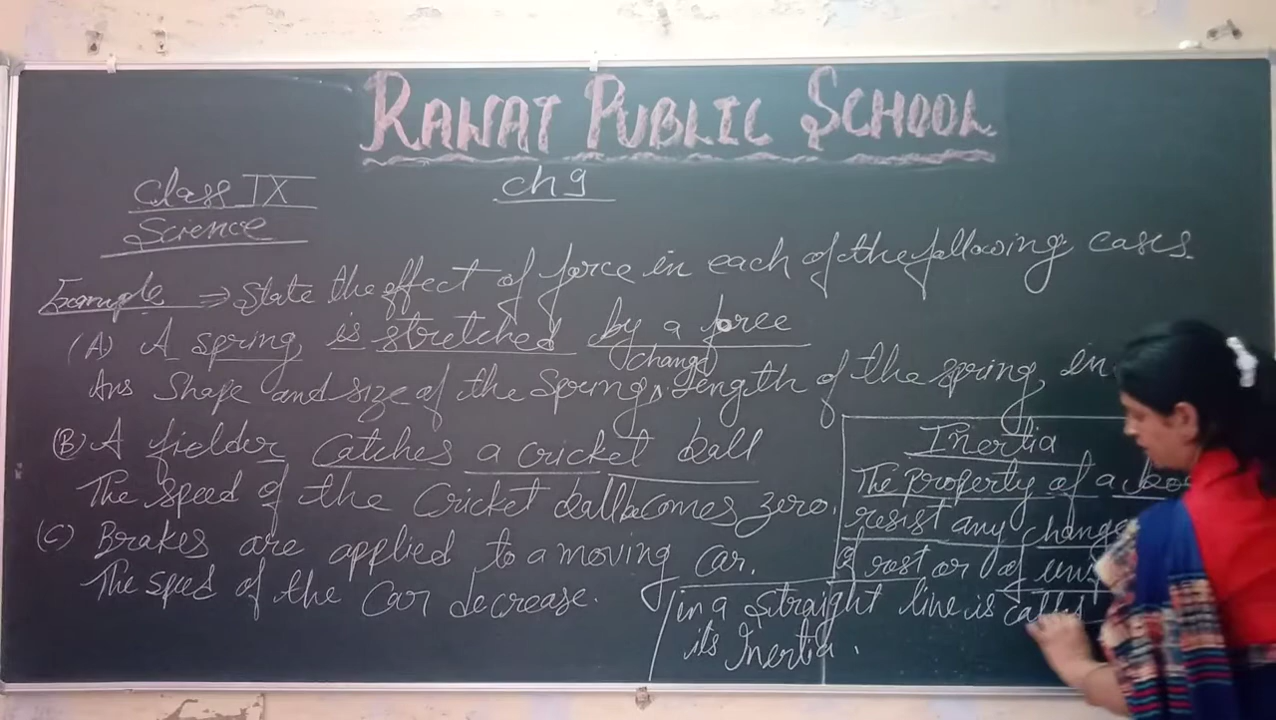 RAWAT PUBLIC SCHOOL
Class IX
ch 9
Science
Example ⇒ State the effect of force in each of the following cases.
(A) A spring is stretched by a force
(change)
Ans Shape and size of the Spring, Length of the spring in
(B) A fielder catches a cricket ball
The speed of the Cricket ball becomes zero.
(C) Brakes are applied to a moving car.
The speed of the Car decrease.
Inertia
The property of a
resist any change
of rest or of
in a straight line is called
its Inertia.